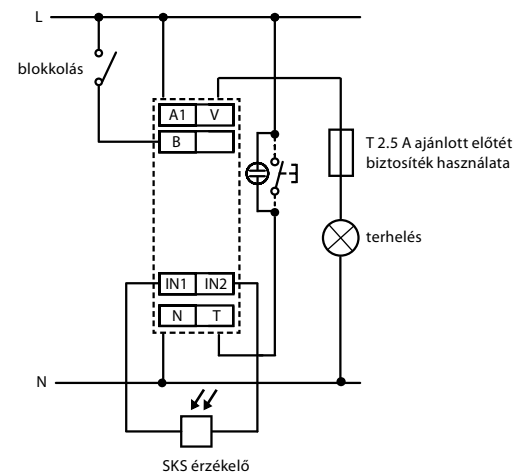 L
blokkolás
A1 V
B
T 2.5 A ajánlott előtét
biztosíték használata
terhelés
IN1 IN2
N T
N
SKS érzékelő